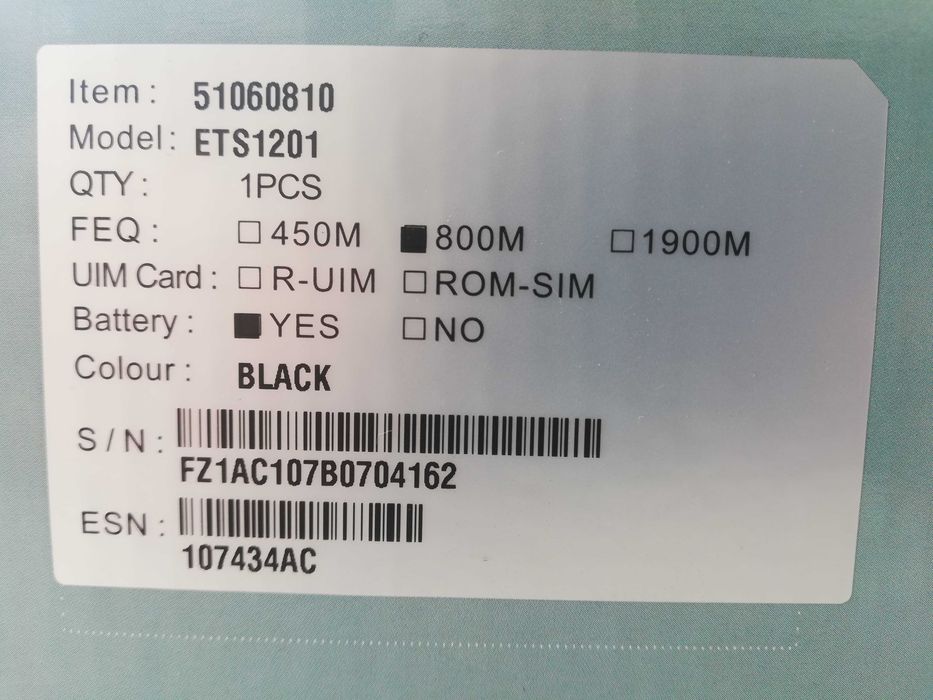 Item : 51060810
Model : ETS1201
QTY : 1PCS
FEQ : ☐ 450M ■ 800M ☐ 1900M
UIM Card : ☐ R-UIM ☐ ROM-SIM
Battery : ■ YES ☐ NO
Colour : BLACK
S / N :
FZ1AC107B0704162
ESN :
107434AC